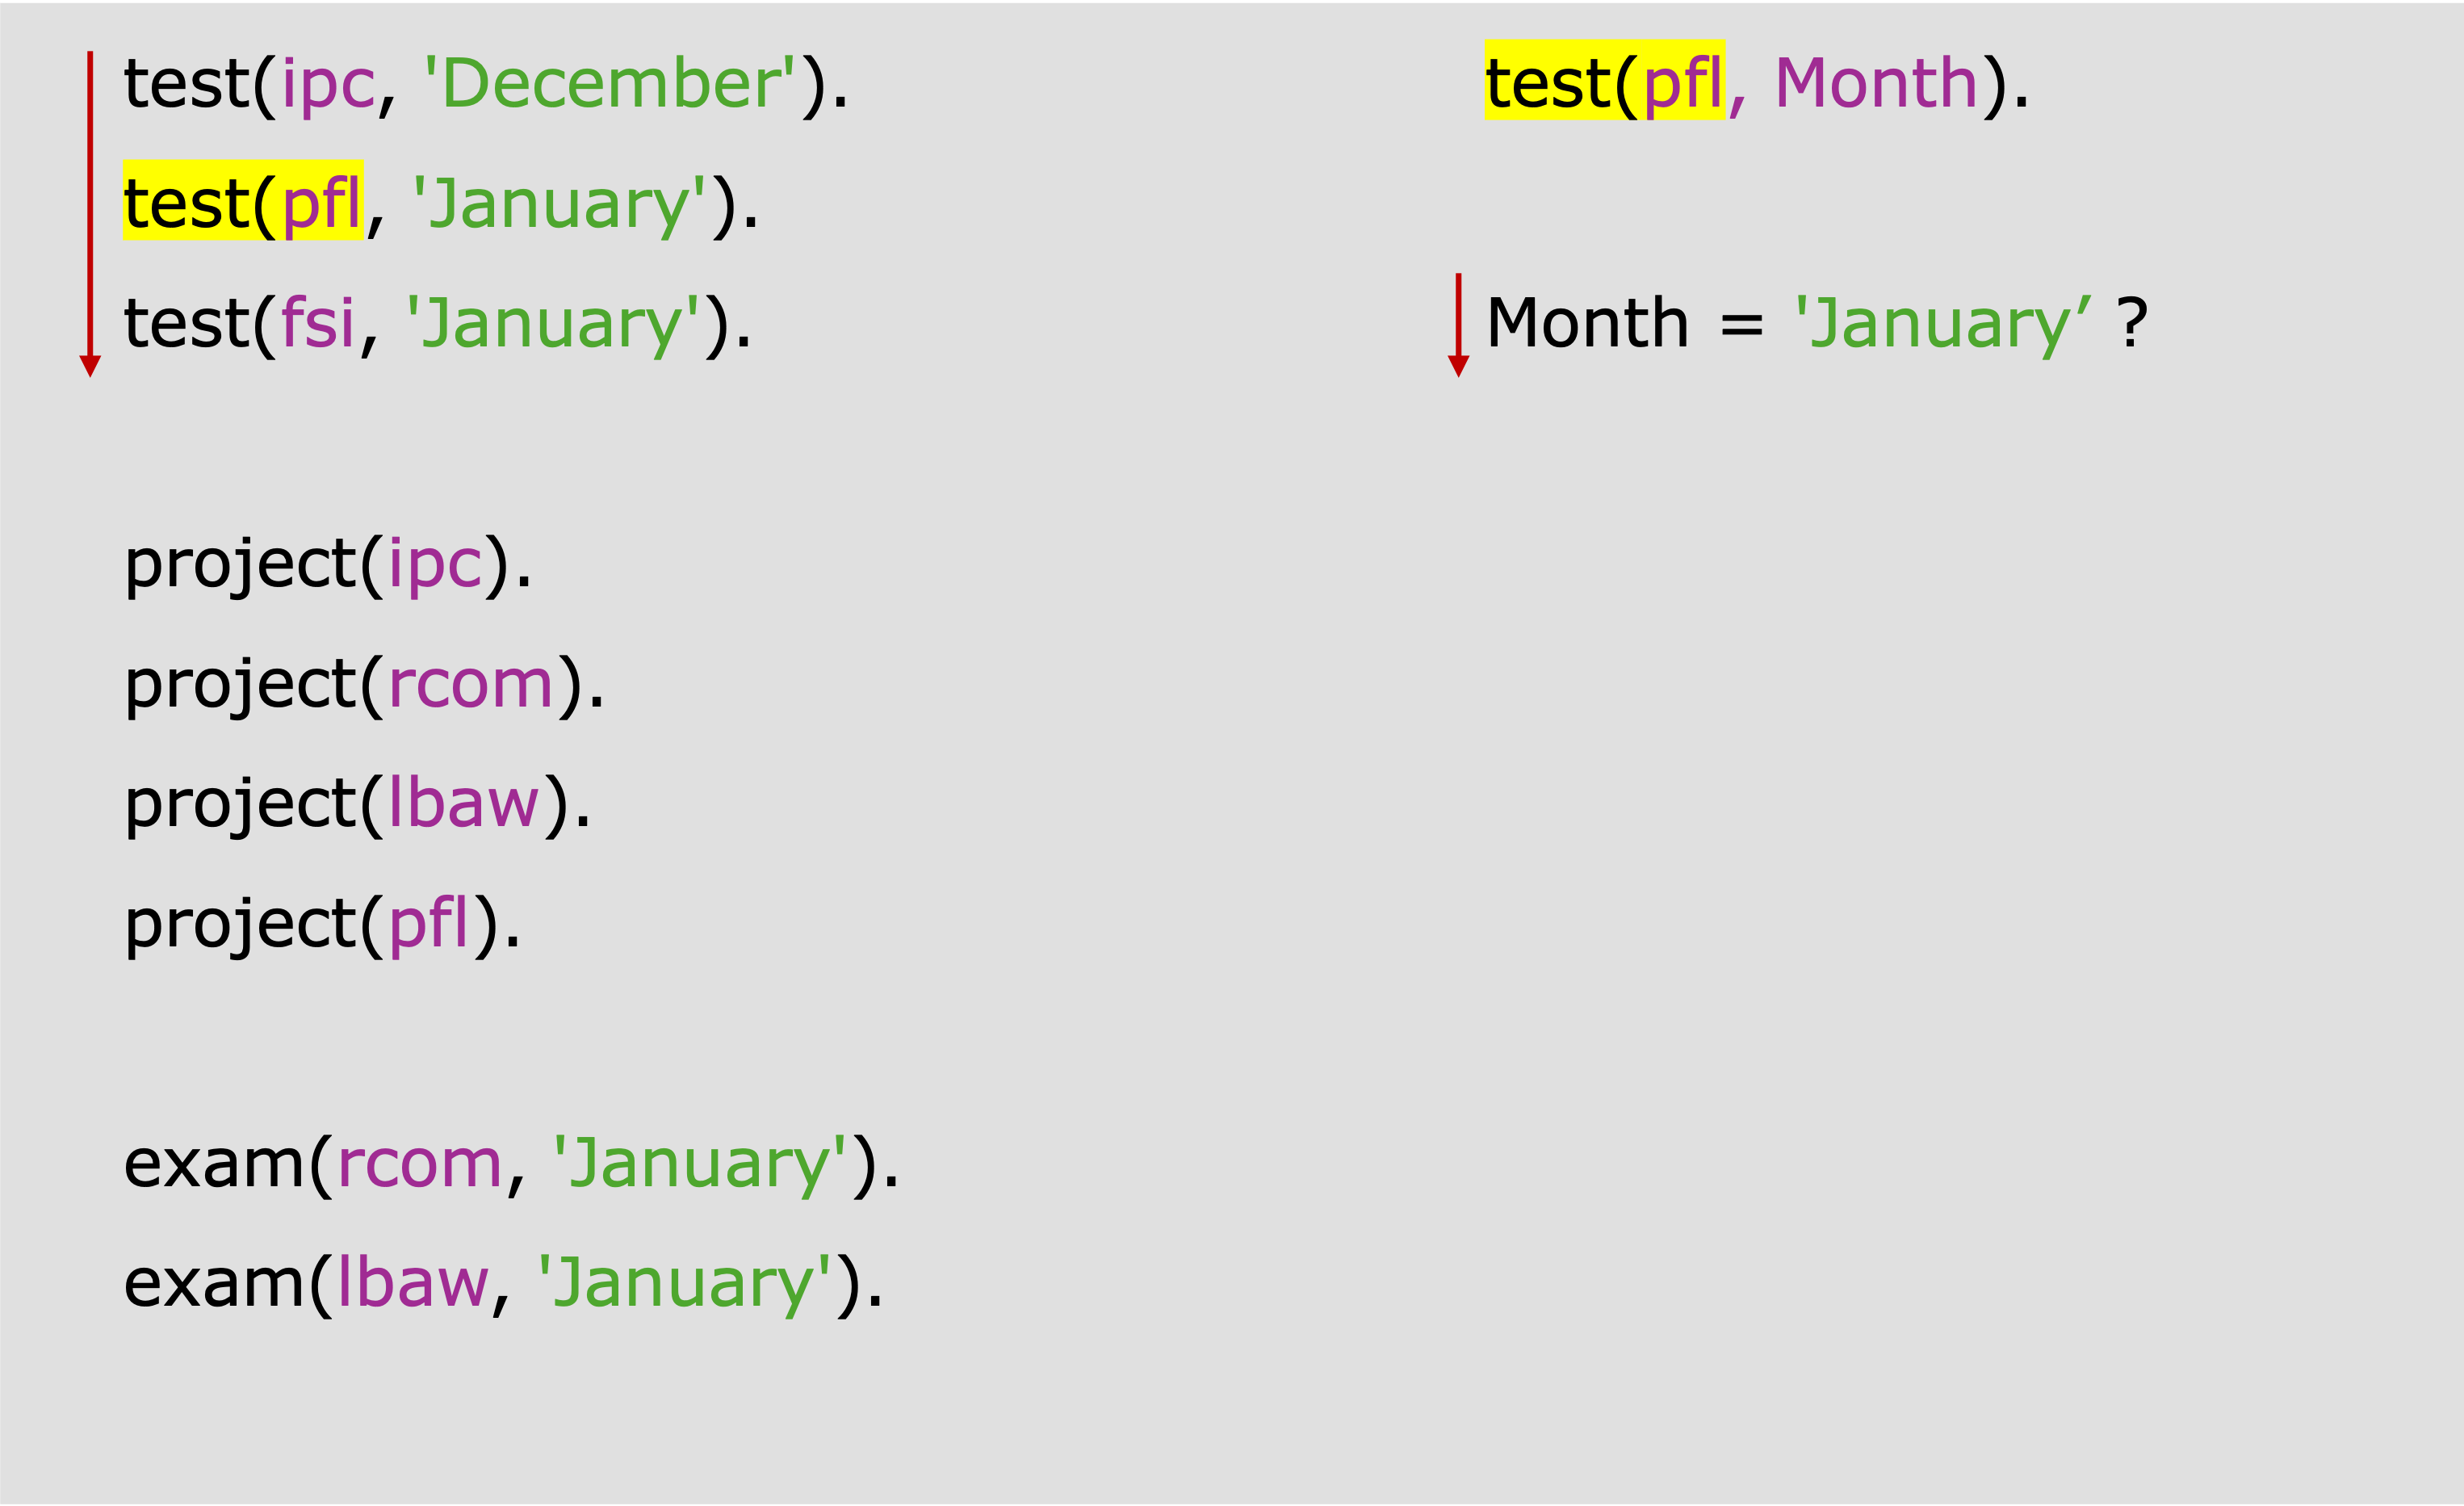 test(ipc, 'December').
test(pfl, 'January').
test(fsi, 'January').
project(ipc).
project(rcom).
project(lbaw).
project(pfl).
exam(rcom, 'January').
exam(lbaw, 'January').
test(pfl, Month).
Month = 'January’ ?